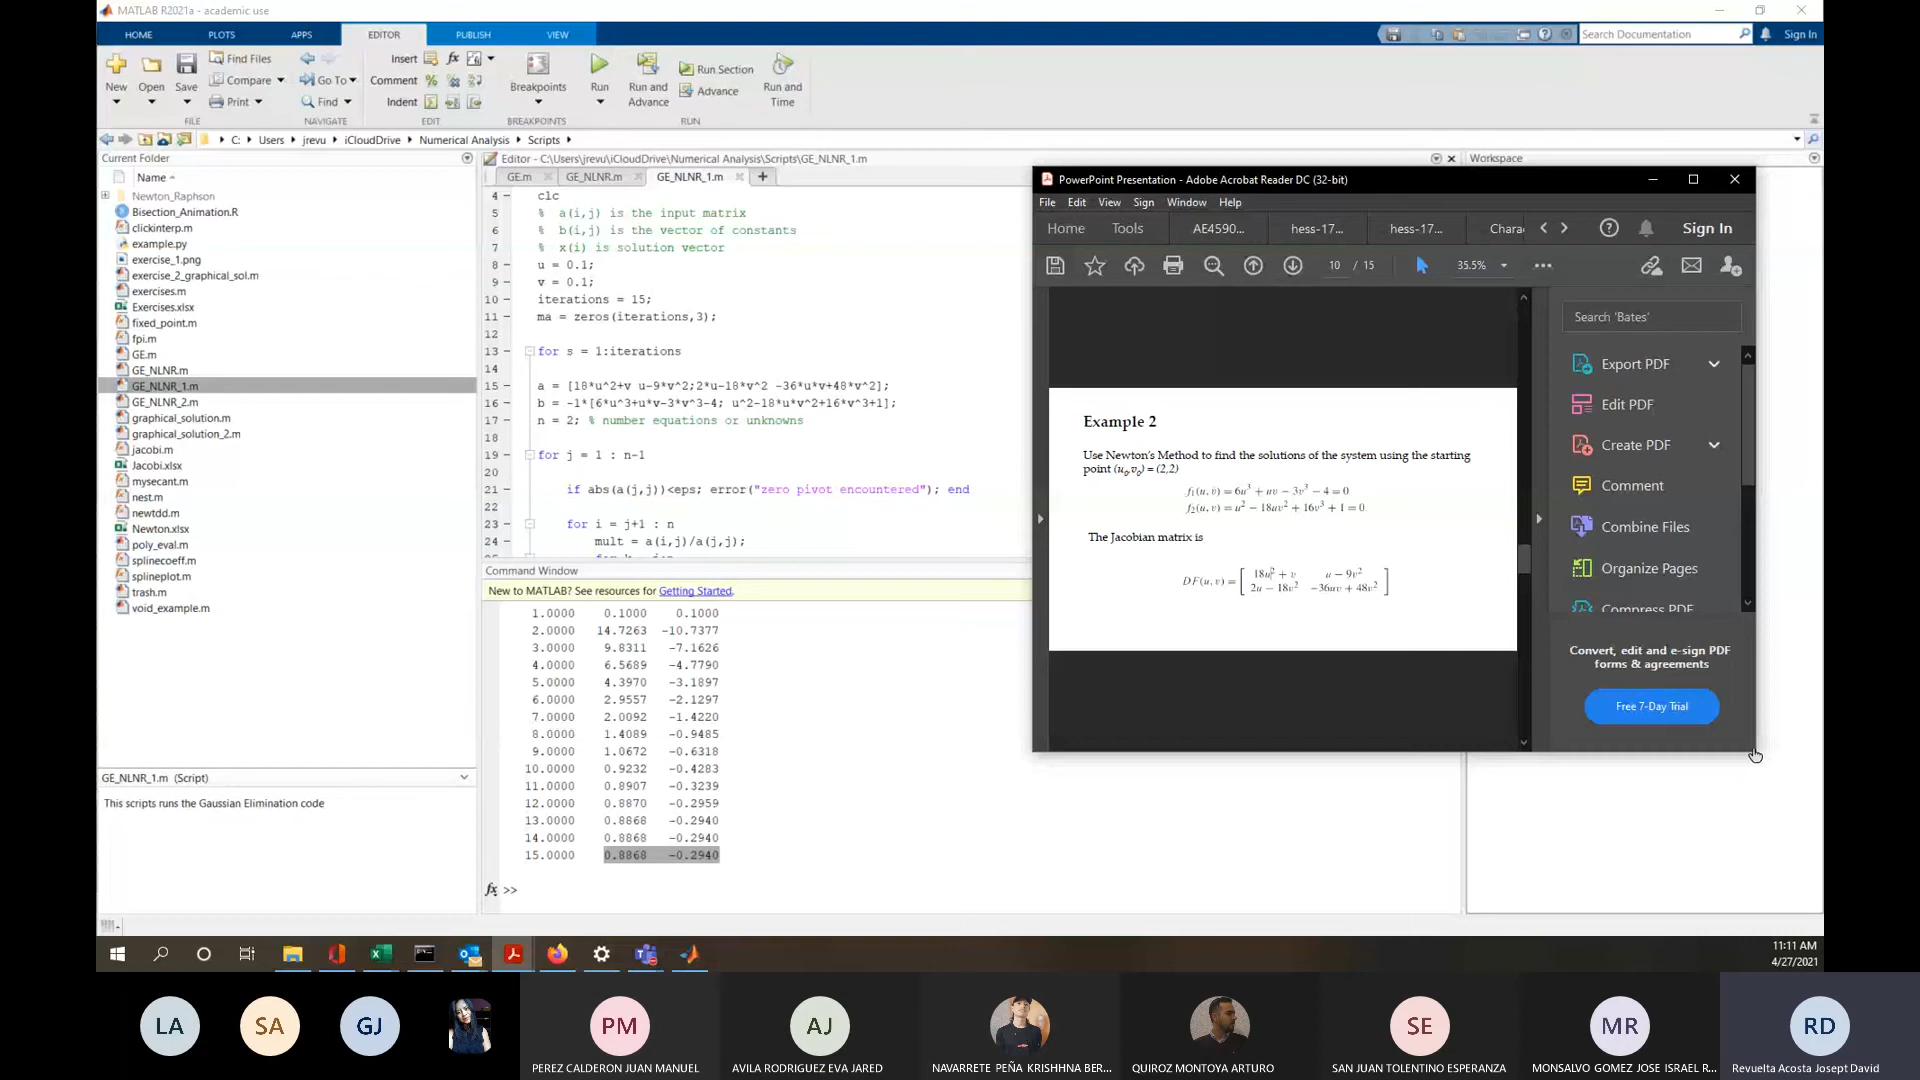 MATLAB R2021a - academic use
HOME PLOTS APPS EDITOR PUBLISH VIEW
Search Documentation Sign In
New Open Save Find Files Compare Print
Go To Find
Insert fx
Comment
Indent
Breakpoints Run Run and Advance Run Section Advance Run and Time
FILE NAVIGATE EDIT BREAKPOINTS RUN
C: Users jrevu iCloudDrive Numerical Analysis Scripts
Current Folder
Name
Newton_Raphson
Bisection_Animation.R
clickinterp.m
example.py
exercise_1.png
exercise_2_graphical_sol.m
exercises.m
Exercises.xlsx
fixed_point.m
fpi.m
GE.m
GE_NLNR.m
GE_NLNR_1.m
GE_NLNR_2.m
graphical_solution.m
graphical_solution_2.m
jacobi.m
Jacobi.xlsx
mysecant.m
nest.m
newtdd.m
Newton.xlsx
poly_eval.m
splinecoeff.m
splineplot.m
trash.m
void_example.m
GE_NLNR_1.m (Script)
This scripts runs the Gaussian Elimination code
Editor - C:\Users\jrevu\iCloudDrive\Numerical Analysis\Scripts\GE_NLNR_1.m
GE.m GE_NLNR.m GE_NLNR_1.m
4 clc
5 % a(i,j) is the input matrix
6 % b(i,j) is the vector of constants
7 % x(i) is solution vector
8 u = 0.1;
9 v = 0.1;
10 iterations = 15;
11 ma = zeros(iterations,3);
12
13 for s = 1:iterations
14
15 a = [18*u^2+v u-9*v^2;2*u-18*v^2 -36*u*v+48*v^2];
16 b = -1*[6*u^3+u*v-3*v^3-4; u^2-18*u*v^2+16*v^3+1];
17 n = 2; % number equations or unknowns
18
19 for j = 1 : n-1
20
21 if abs(a(j,j))<eps; error("zero pivot encountered"); end
22
23 for i = j+1 : n
24 mult = a(i,j)/a(j,j);
Command Window
New to MATLAB? See resources for Getting Started.
1.0000 0.1000 0.1000
2.0000 14.7263 -10.7377
3.0000 9.8311 -7.1626
4.0000 6.5689 -4.7790
5.0000 4.3970 -3.1897
6.0000 2.9557 -2.1297
7.0000 2.0092 -1.4220
8.0000 1.4089 -0.9485
9.0000 1.0672 -0.6318
10.0000 0.9232 -0.4283
11.0000 0.8907 -0.3239
12.0000 0.8870 -0.2959
13.0000 0.8868 -0.2940
14.0000 0.8868 -0.2940
15.0000 0.8868 -0.2940
fx >>
Workspace
PowerPoint Presentation - Adobe Acrobat Reader DC (32-bit)
File Edit View Sign Window Help
Home Tools AE4590... hess-17... hess-17... Charac Sign In
10 / 15 35.5%
Example 2
Use Newton's Method to find the solutions of the system using the starting
point (u₀,v₀) = (2,2)
f₁(u, v) = 6u³ + uv − 3v³ − 4 = 0
f₂(u, v) = u² − 18uv² + 16v³ + 1 = 0.
The Jacobian matrix is
DF(u, v) = [ 18u² + v u − 9v²
2u − 18v² −36uv + 48v² ]
Search 'Bates'
Export PDF
Edit PDF
Create PDF
Comment
Combine Files
Organize Pages
Compress PDF
Convert, edit and e-sign PDF
forms & agreements
Free 7-Day Trial
11:11 AM
4/27/2021
LA SA GJ PM AJ SE MR RD
PEREZ CALDERON JUAN MANUEL
AVILA RODRIGUEZ EVA JARED
NAVARRETE PEÑA KRISHHNA BER...
QUIROZ MONTOYA ARTURO
SAN JUAN TOLENTINO ESPERANZA
MONSALVO GOMEZ JOSE ISRAEL R...
Revuelta Acosta Josept David